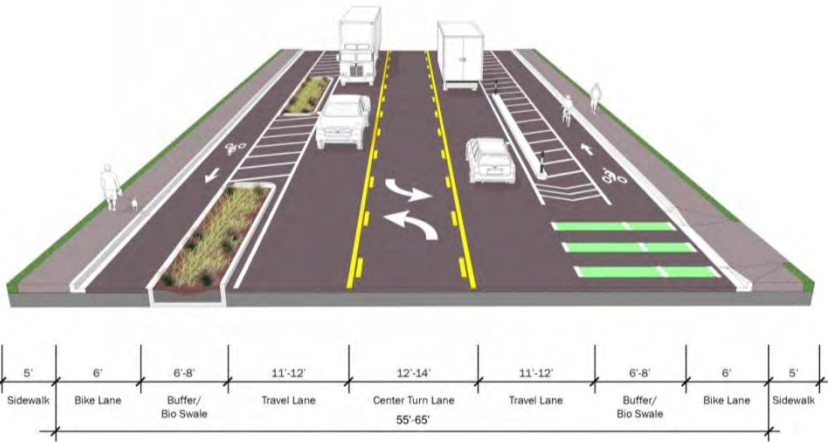 5' 6' 6'-8' 11'-12' 12'-14' 11'-12' 6'-8' 6' 5'
Sidewalk Bike Lane Buffer/ Travel Lane Center Turn Lane Travel Lane Buffer/ Bike Lane Sidewalk
Bio Swale Bio Swale
55'-65'